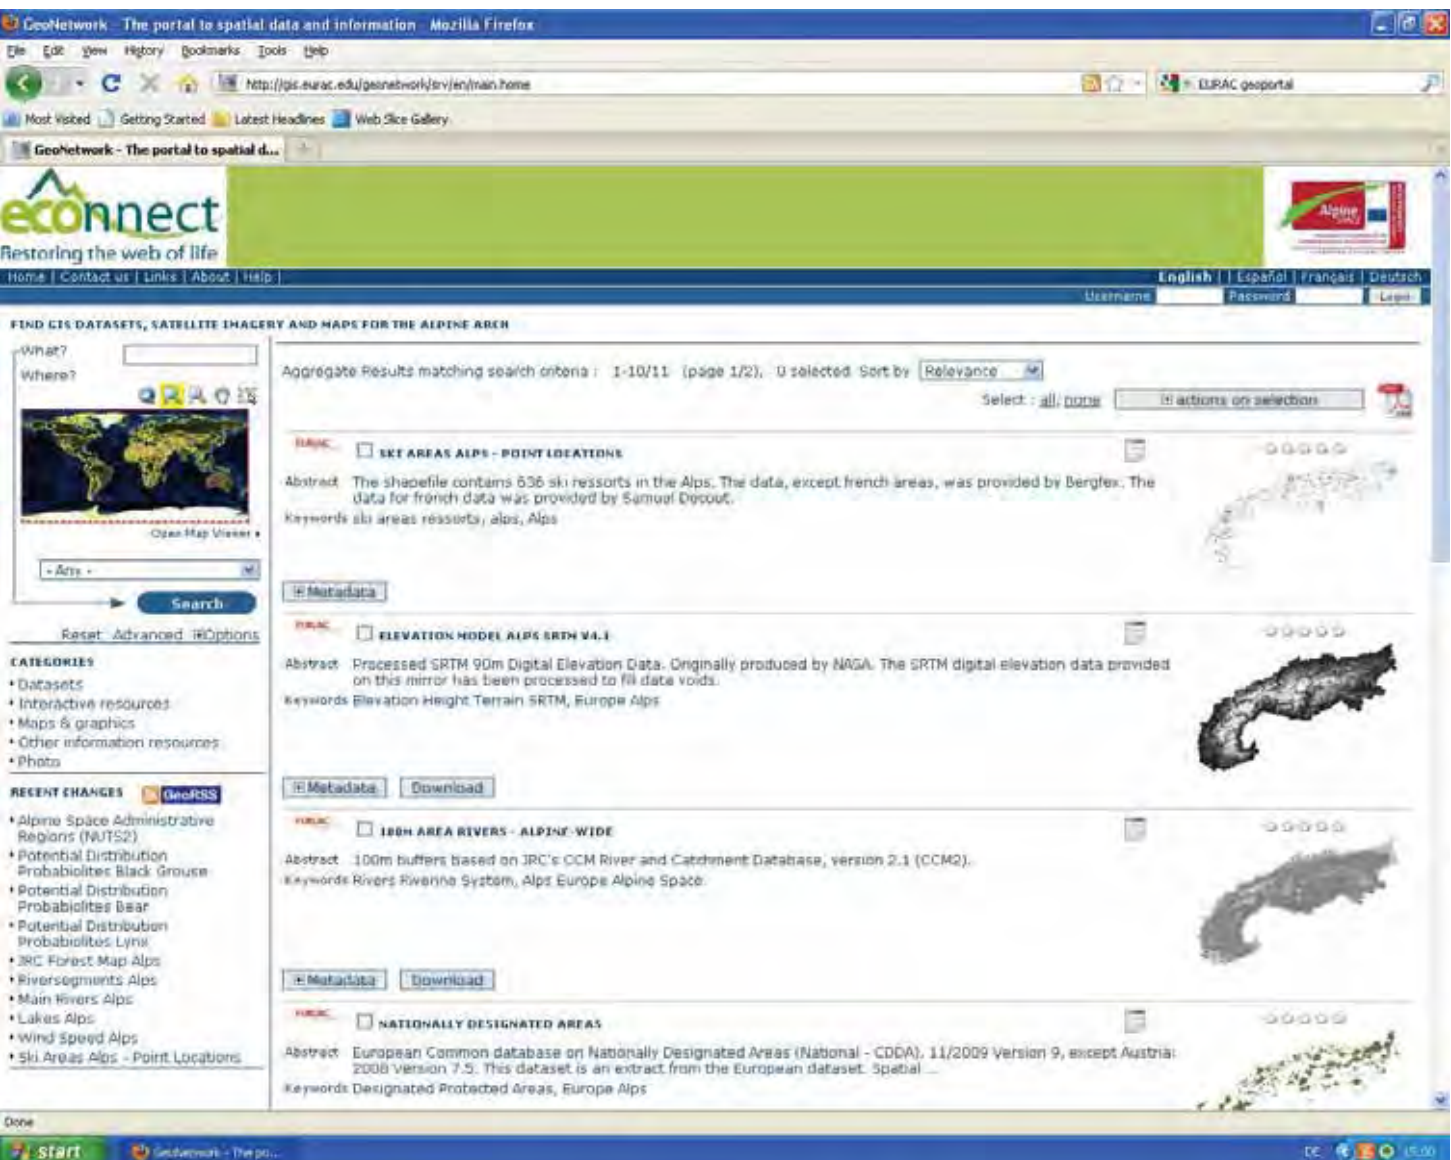 GeoNetwork - The portal to spatial data and information - Mozilla Firefox
File Edit View History Bookmarks Tools Help
http://gis.eurac.edu/geonetwork/srv/en/main.home
EURAC geoportal
Most Visited Getting Started Latest Headlines Web Slice Gallery
GeoNetwork - The portal to spatial d...
econnect
Restoring the web of life
Alpine
Home | Contact us | Links | About | Help |
English | | Español | Français | Deutsch
Username Password Login
FIND GIS DATASETS, SATELLITE IMAGERY AND MAPS FOR THE ALPINE ARCH
What?
Where?
Open Map Viewer
- Any -
Search
Reset Advanced Options
CATEGORIES
• Datasets
• Interactive resources
• Maps & graphics
• Other information resources
• Photo
RECENT CHANGES GeoRSS
• Alpine Space Administrative
Regions (NUTS2)
• Potential Distribution
Probabiolites Black Grouse
• Potential Distribution
Probabiolites Bear
• Potential Distribution
Probabiolites Lynx
• JRC Forest Map Alps
• Riversegments Alps
• Main Rivers Alps
• Lakes Alps
• Wind Speed Alps
• Ski Areas Alps - Point Locations
Aggregate Results matching search criteria : 1-10/11 (page 1/2), 0 selected Sort by Relevance
Select : all, none actions on selection
EURAC
SKI AREAS ALPS - POINT LOCATIONS
Abstract The shapefile contains 636 ski ressorts in the Alps. The data, except french areas, was provided by Bergfex. The
data for french data was provided by Samuel Decout.
Keywords ski areas ressorts, alps, Alps
Metadata
EURAC
ELEVATION MODEL ALPS SRTM V4.1
Abstract Processed SRTM 90m Digital Elevation Data. Originally produced by NASA. The SRTM digital elevation data provided
on this mirror has been processed to fill data voids.
Keywords Elevation Height Terrain SRTM, Europe Alps
Metadata Download
EURAC
100M AREA RIVERS - ALPINE-WIDE
Abstract 100m buffers based on JRC's CCM River and Catchment Database, version 2.1 (CCM2).
Keywords Rivers Riverine System, Alps Europe Alpine Space
Metadata Download
EURAC
NATIONALLY DESIGNATED AREAS
Abstract European Common database on Nationally Designated Areas (National - CDDA). 11/2009 Version 9, except Austria:
2008 Version 7.5. This dataset is an extract from the European dataset. Spatial ...
Keywords Designated Protected Areas, Europe Alps
Done
start GeoNetwork - The po... DE 15:00